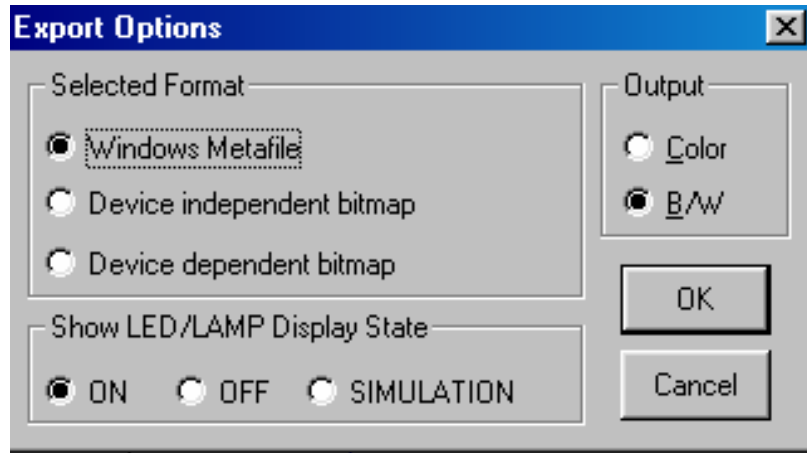 Export Options
Selected Format
Windows Metafile
Device independent bitmap
Device dependent bitmap
Show LED/LAMP Display State
ON OFF SIMULATION
Output
Color
B/W
OK
Cancel